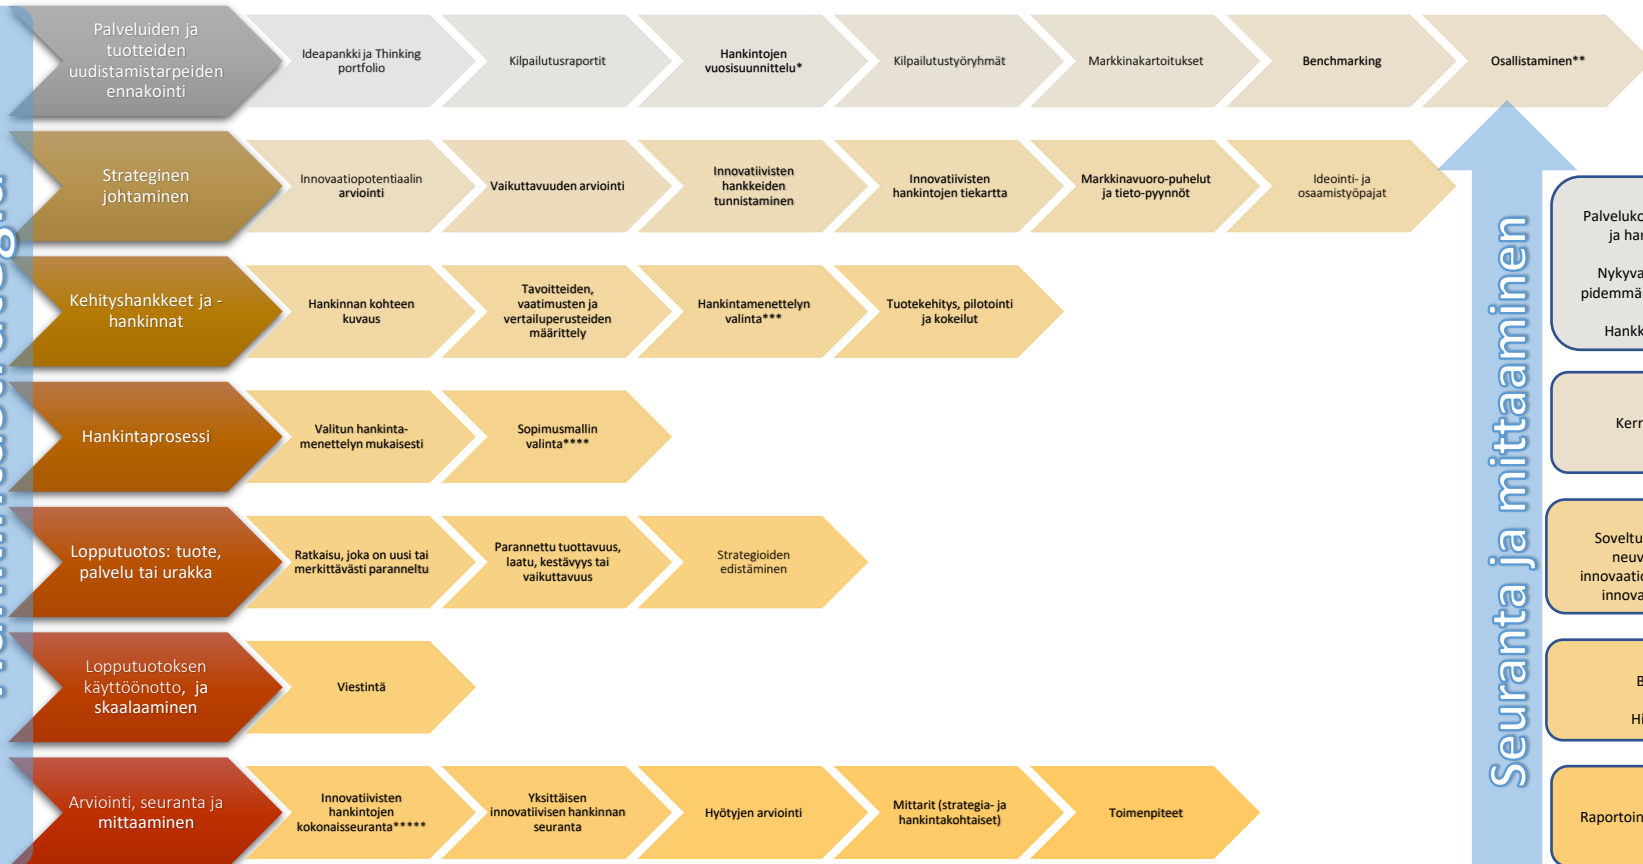 Palveluiden ja
tuotteiden
uudistamistarpeiden
ennakointi
Ideapankki ja Thinking
portfolio
Kilpailutusraportit
Hankintojen
vuosisuunnittelu*
Kilpailutustyöryhmät
Markkinakartoitukset
Benchmarking
Osallistaminen**
Strateginen
johtaminen
Innovaatiopotentiaalin
arviointi
Vaikuttavuuden arviointi
Innovatiivisten
hankkeiden
tunnistaminen
Innovatiivisten
hankintojen tiekartta
Markkinavuoro-puhelut
ja tieto-pyynnöt
Ideointi- ja
osaamistyöpajat
Kehityshankkeet ja -
hankinnat
Hankinnan kohteen
kuvaus
Tavoitteiden,
vaatimusten ja
vertailuperusteiden
määrittely
Hankintamenettelyn
valinta***
Tuotekehitys, pilotointi
ja kokeilut
Hankintaprosessi
Valitun hankinta-
menettelyn mukaisesti
Sopimusmallin
valinta****
Lopputuotos: tuote,
palvelu tai urakka
Ratkaisu, joka on uusi tai
merkittävästi paranneltu
Parannettu tuottavuus,
laatu, kestävyys tai
vaikuttavuus
Strategioiden
edistäminen
Lopputuotoksen
käyttöönotto, ja
skaalaaminen
Viestintä
Arviointi, seuranta ja
mittaaminen
Innovatiivisten
hankintojen
kokonaisseuranta*****
Yksittäisen
innovatiivisen hankinnan
seuranta
Hyötyjen arviointi
Mittarit (strategia- ja
hankintakohtaiset)
Toimenpiteet
Seuranta ja mittaaminen
ja
Kerr
neuv